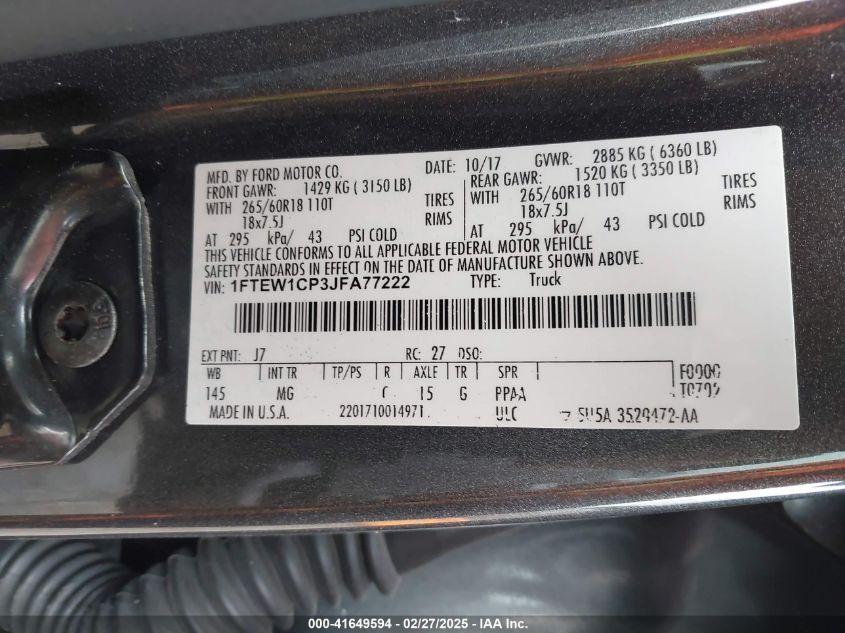 MFD. BY FORD MOTOR CO. DATE: 10/17 GVWR: 2885 KG ( 6360 LB)
FRONT GAWR: 1429 KG ( 3150 LB) REAR GAWR: 1520 KG ( 3350 LB)
WITH 265/60R18 110T TIRES WITH 265/60R18 110T TIRES
18x7.5J RIMS 18x7.5J RIMS
AT 295 kPa/ 43 PSI COLD AT 295 kPa/ 43 PSI COLD
THIS VEHICLE CONFORMS TO ALL APPLICABLE FEDERAL MOTOR VEHICLE
SAFETY STANDARDS IN EFFECT ON THE DATE OF MANUFACTURE SHOWN ABOVE.
VIN: 1FTEW1CP3JFA77222 TYPE: Truck
EXT PNT: J7 RC: 27 DSO:
WB INT TR TP/PS R AXLE TR SPR
145 MG 15 G PPAA
MADE IN U.S.A. 2201710014971 ULC
000-41649594 - 02/27/2025 - IAA Inc.